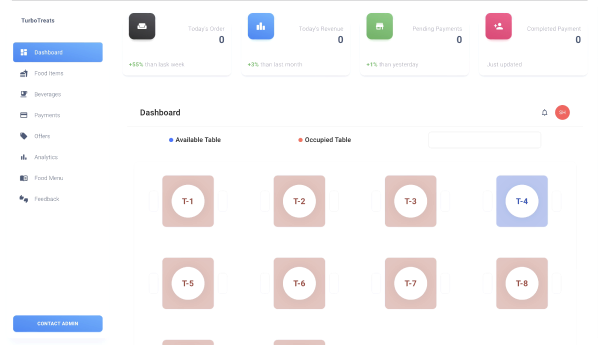 TurboTreats
Dashboard
Food Items
Beverages
Payments
Offers
Analytics
Food Menu
Feedback
CONTACT ADMIN
Today's Order
0
+55% than lask week
Today's Revenue
0
+3% than last month
Pending Payments
0
+1% than yesterday
Completed Payment
0
Just updated
Dashboard
Available Table
Occupied Table
T-1
T-2
T-3
T-4
T-5
T-6
T-7
T-8